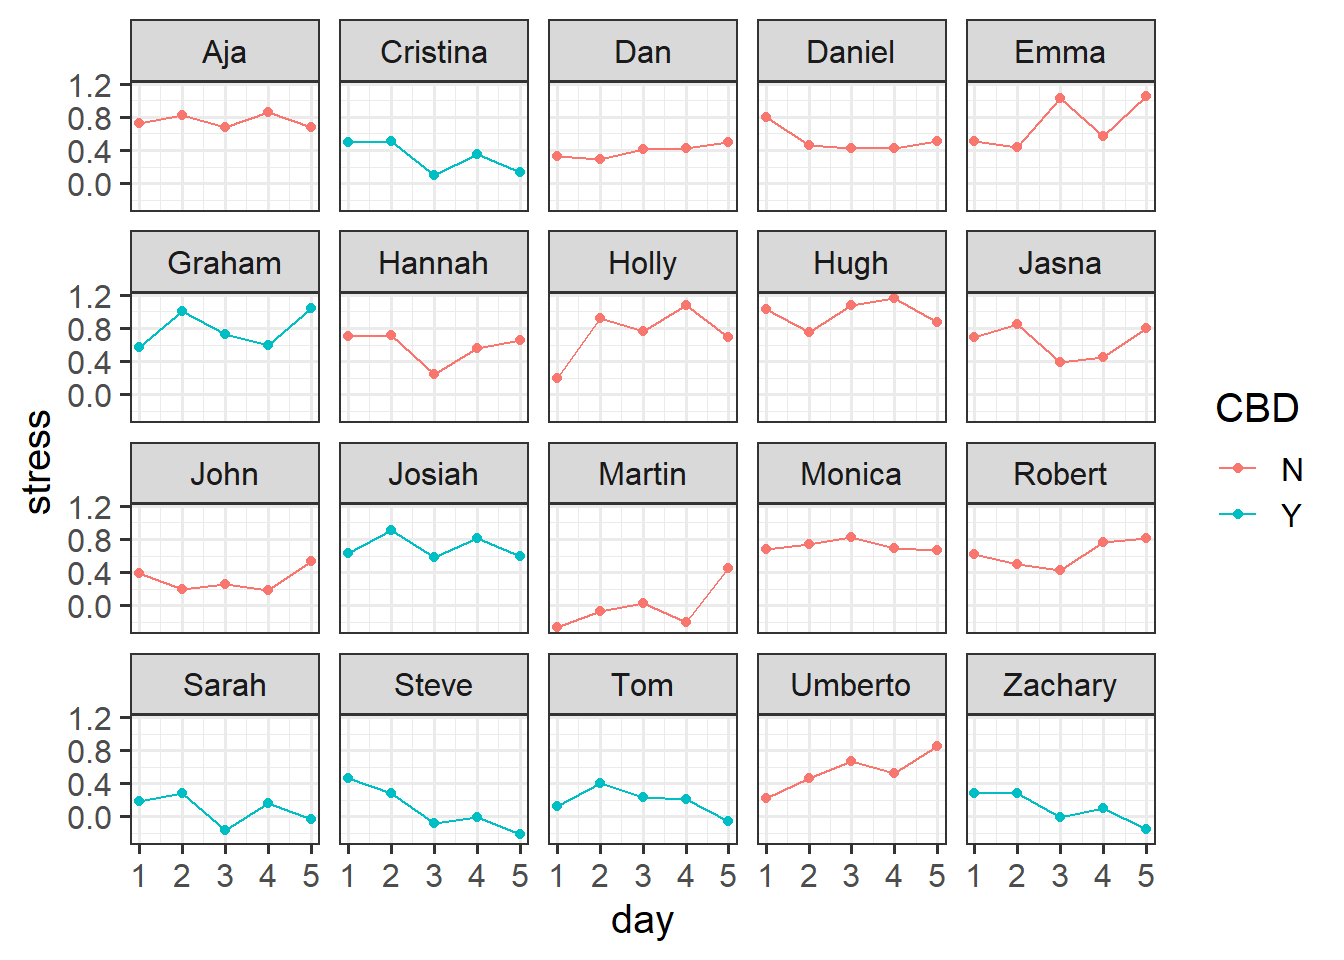 Aja Cristina Dan Daniel Emma
1.2
0.8
0.4
0.0
Graham Hannah Holly Hugh Jasna
1.2
0.8
0.4
0.0
John Josiah Martin Monica Robert
1.2
0.8
0.4
0.0
Sarah Steve Tom Umberto Zachary
1.2
0.8
0.4
0.0
1 2 3 4 5 1 2 3 4 5 1 2 3 4 5 1 2 3 4 5 1 2 3 4 5
day
stress
CBD
N
Y